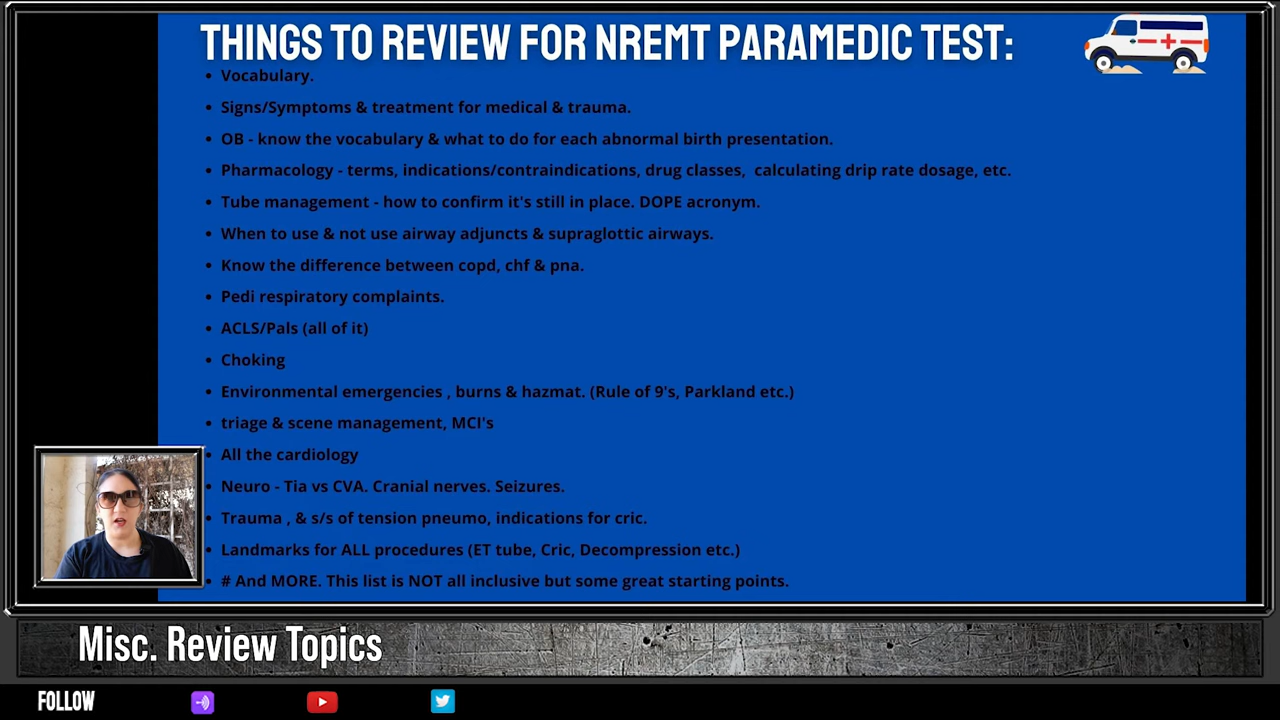 THINGS TO REVIEW FOR NREMT PARAMEDIC TEST:
• Vocabulary.
• Signs/Symptoms & treatment for medical & trauma.
• OB - know the vocabulary & what to do for each abnormal birth presentation.
• Pharmacology - terms, indications/contraindications, drug classes,  calculating drip rate dosage, etc.
• Tube management - how to confirm it's still in place. DOPE acronym.
• When to use & not use airway adjuncts & supraglottic airways.
• Know the difference between copd, chf & pna.
• Pedi respiratory complaints.
• ACLS/Pals (all of it)
• Choking
• Environmental emergencies , burns & hazmat. (Rule of 9's, Parkland etc.)
• triage & scene management, MCI's
• All the cardiology
• Neuro - Tia vs CVA. Cranial nerves. Seizures.
• Trauma , & s/s of tension pneumo, indications for cric.
• Landmarks for ALL procedures (ET tube, Cric, Decompression etc.)
• # And MORE. This list is NOT all inclusive but some great starting points.
Misc. Review Topics
FOLLOW